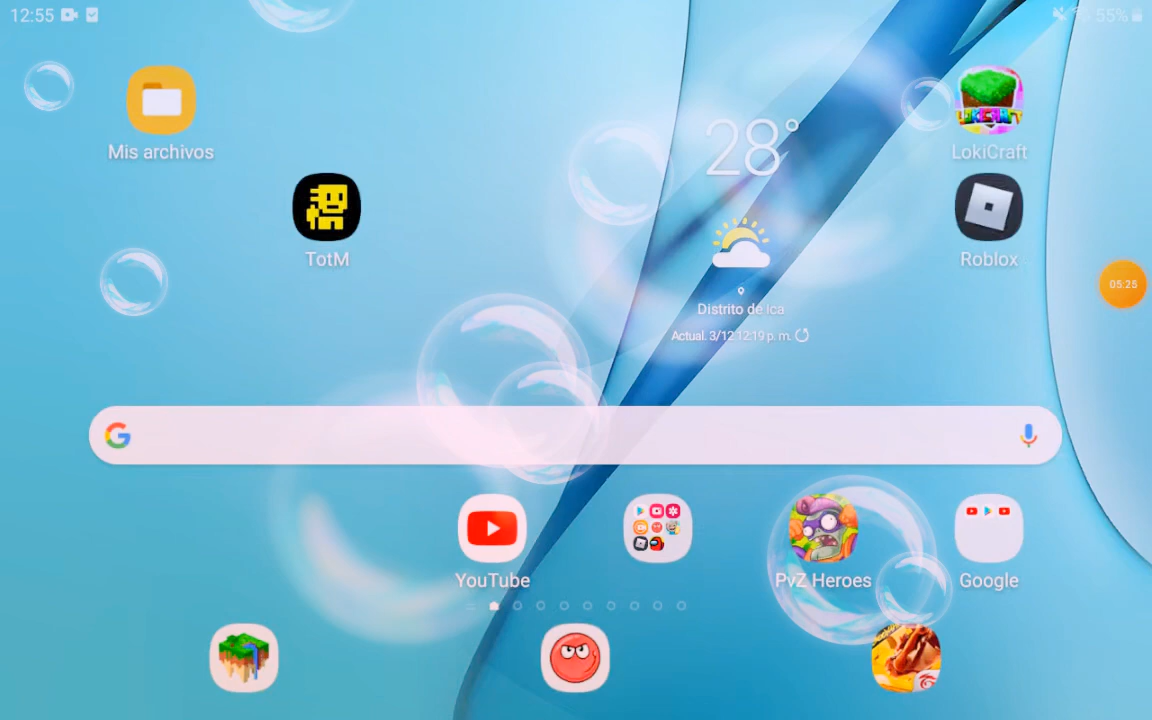 12:55
55%
Mis archivos
28°
LOKICRAFT
LokiCraft
TotM
Roblox
05:25
Distrito de Ica
Actual. 3/12 12:19 p. m.
YouTube
PvZ Heroes
Google